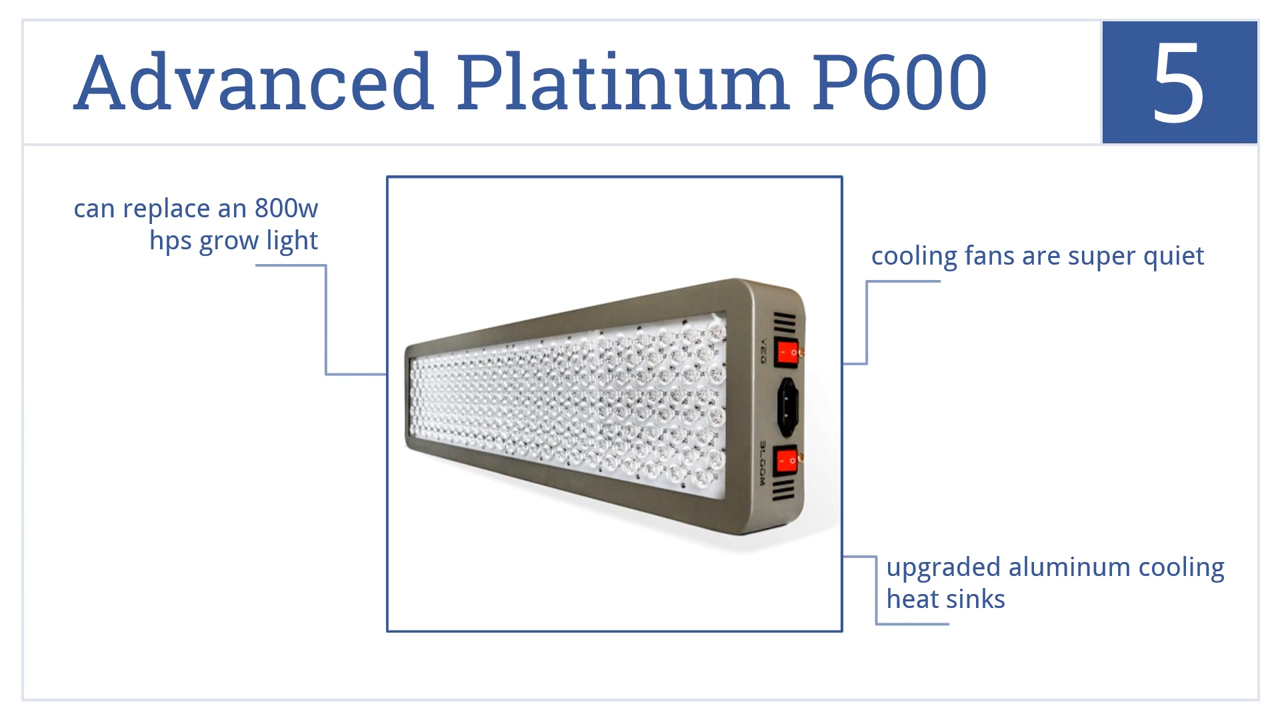 Advanced Platinum P600
5
can replace an 800w
hps grow light
cooling fans are super quiet
upgraded aluminum cooling
heat sinks
VEG
BLOOM